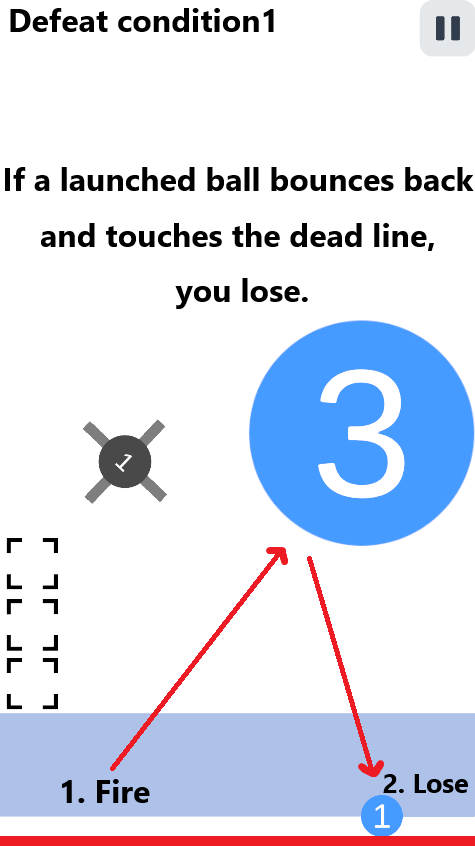 Defeat condition1
If a launched ball bounces back
and touches the dead line,
you lose.
3
1
1. Fire
2. Lose
1